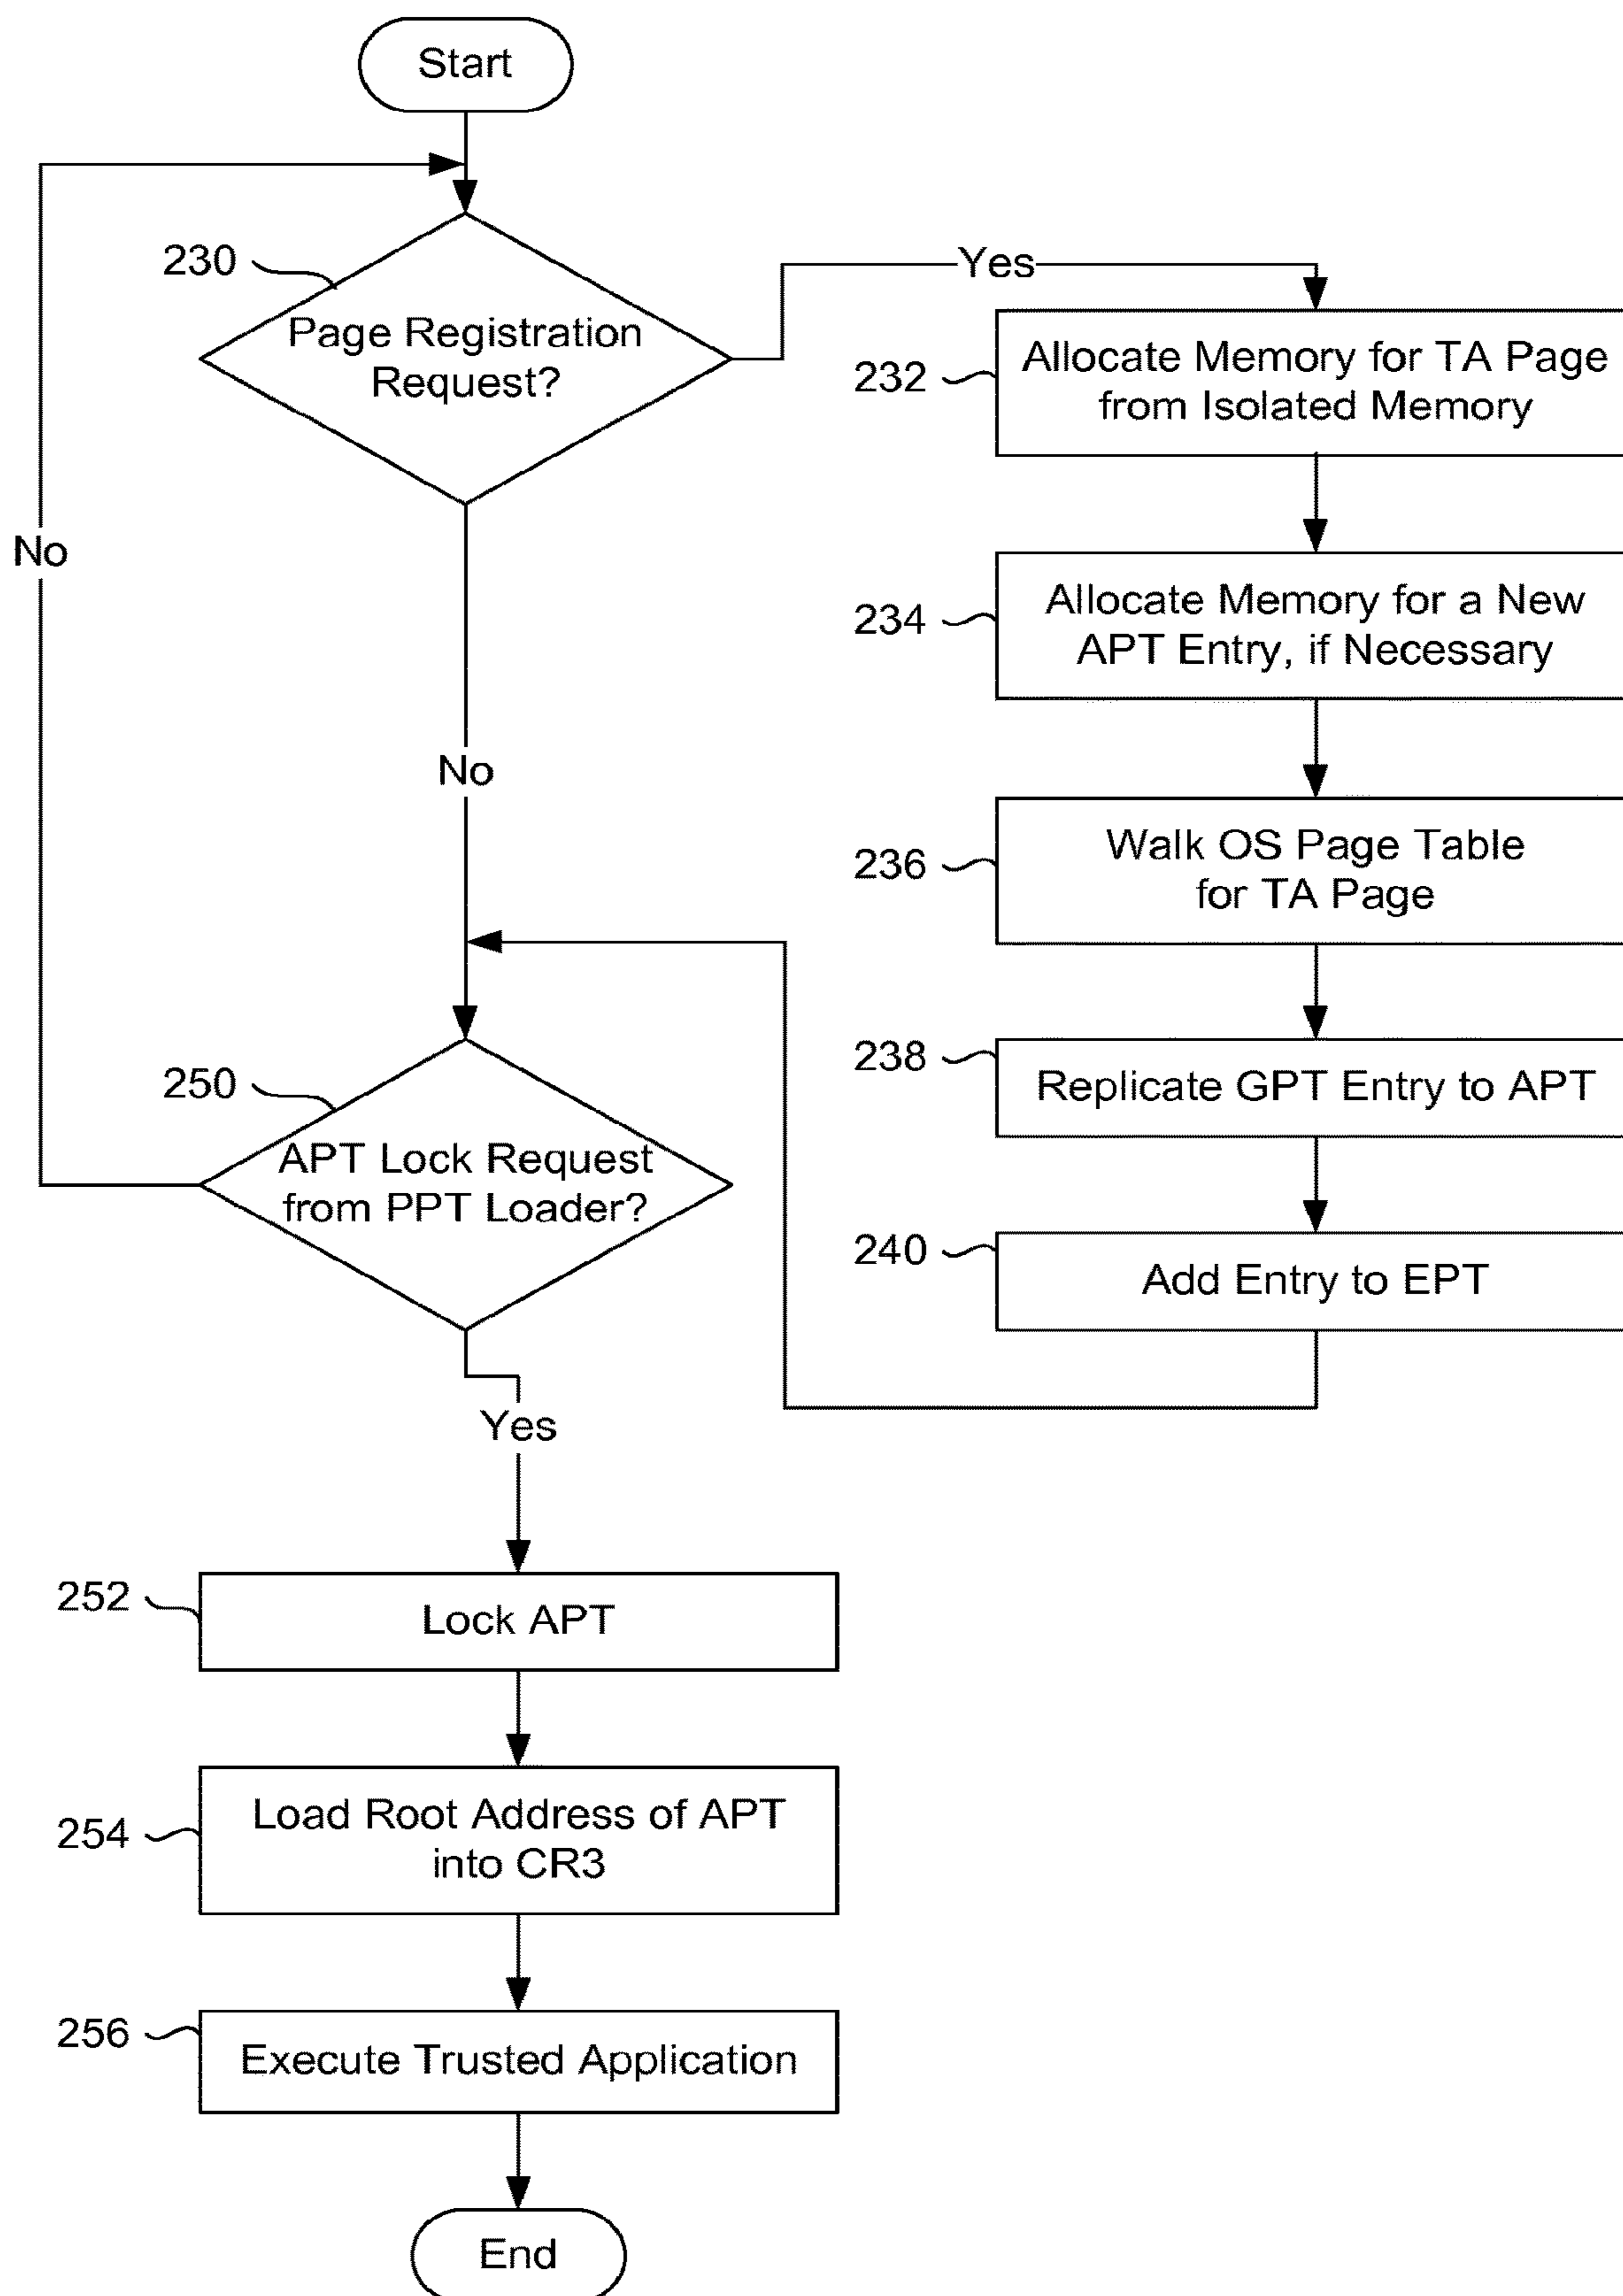 Start
230
Page Registration
Request?
Yes
232
Allocate Memory for TA Page
from Isolated Memory
No
234
Allocate Memory for a New
APT Entry, if Necessary
No
236
Walk OS Page Table
for TA Page
238
Replicate GPT Entry to APT
250
APT Lock Request
from PPT Loader?
240
Add Entry to EPT
Yes
252
Lock APT
254
Load Root Address of APT
into CR3
256
Execute Trusted Application
End